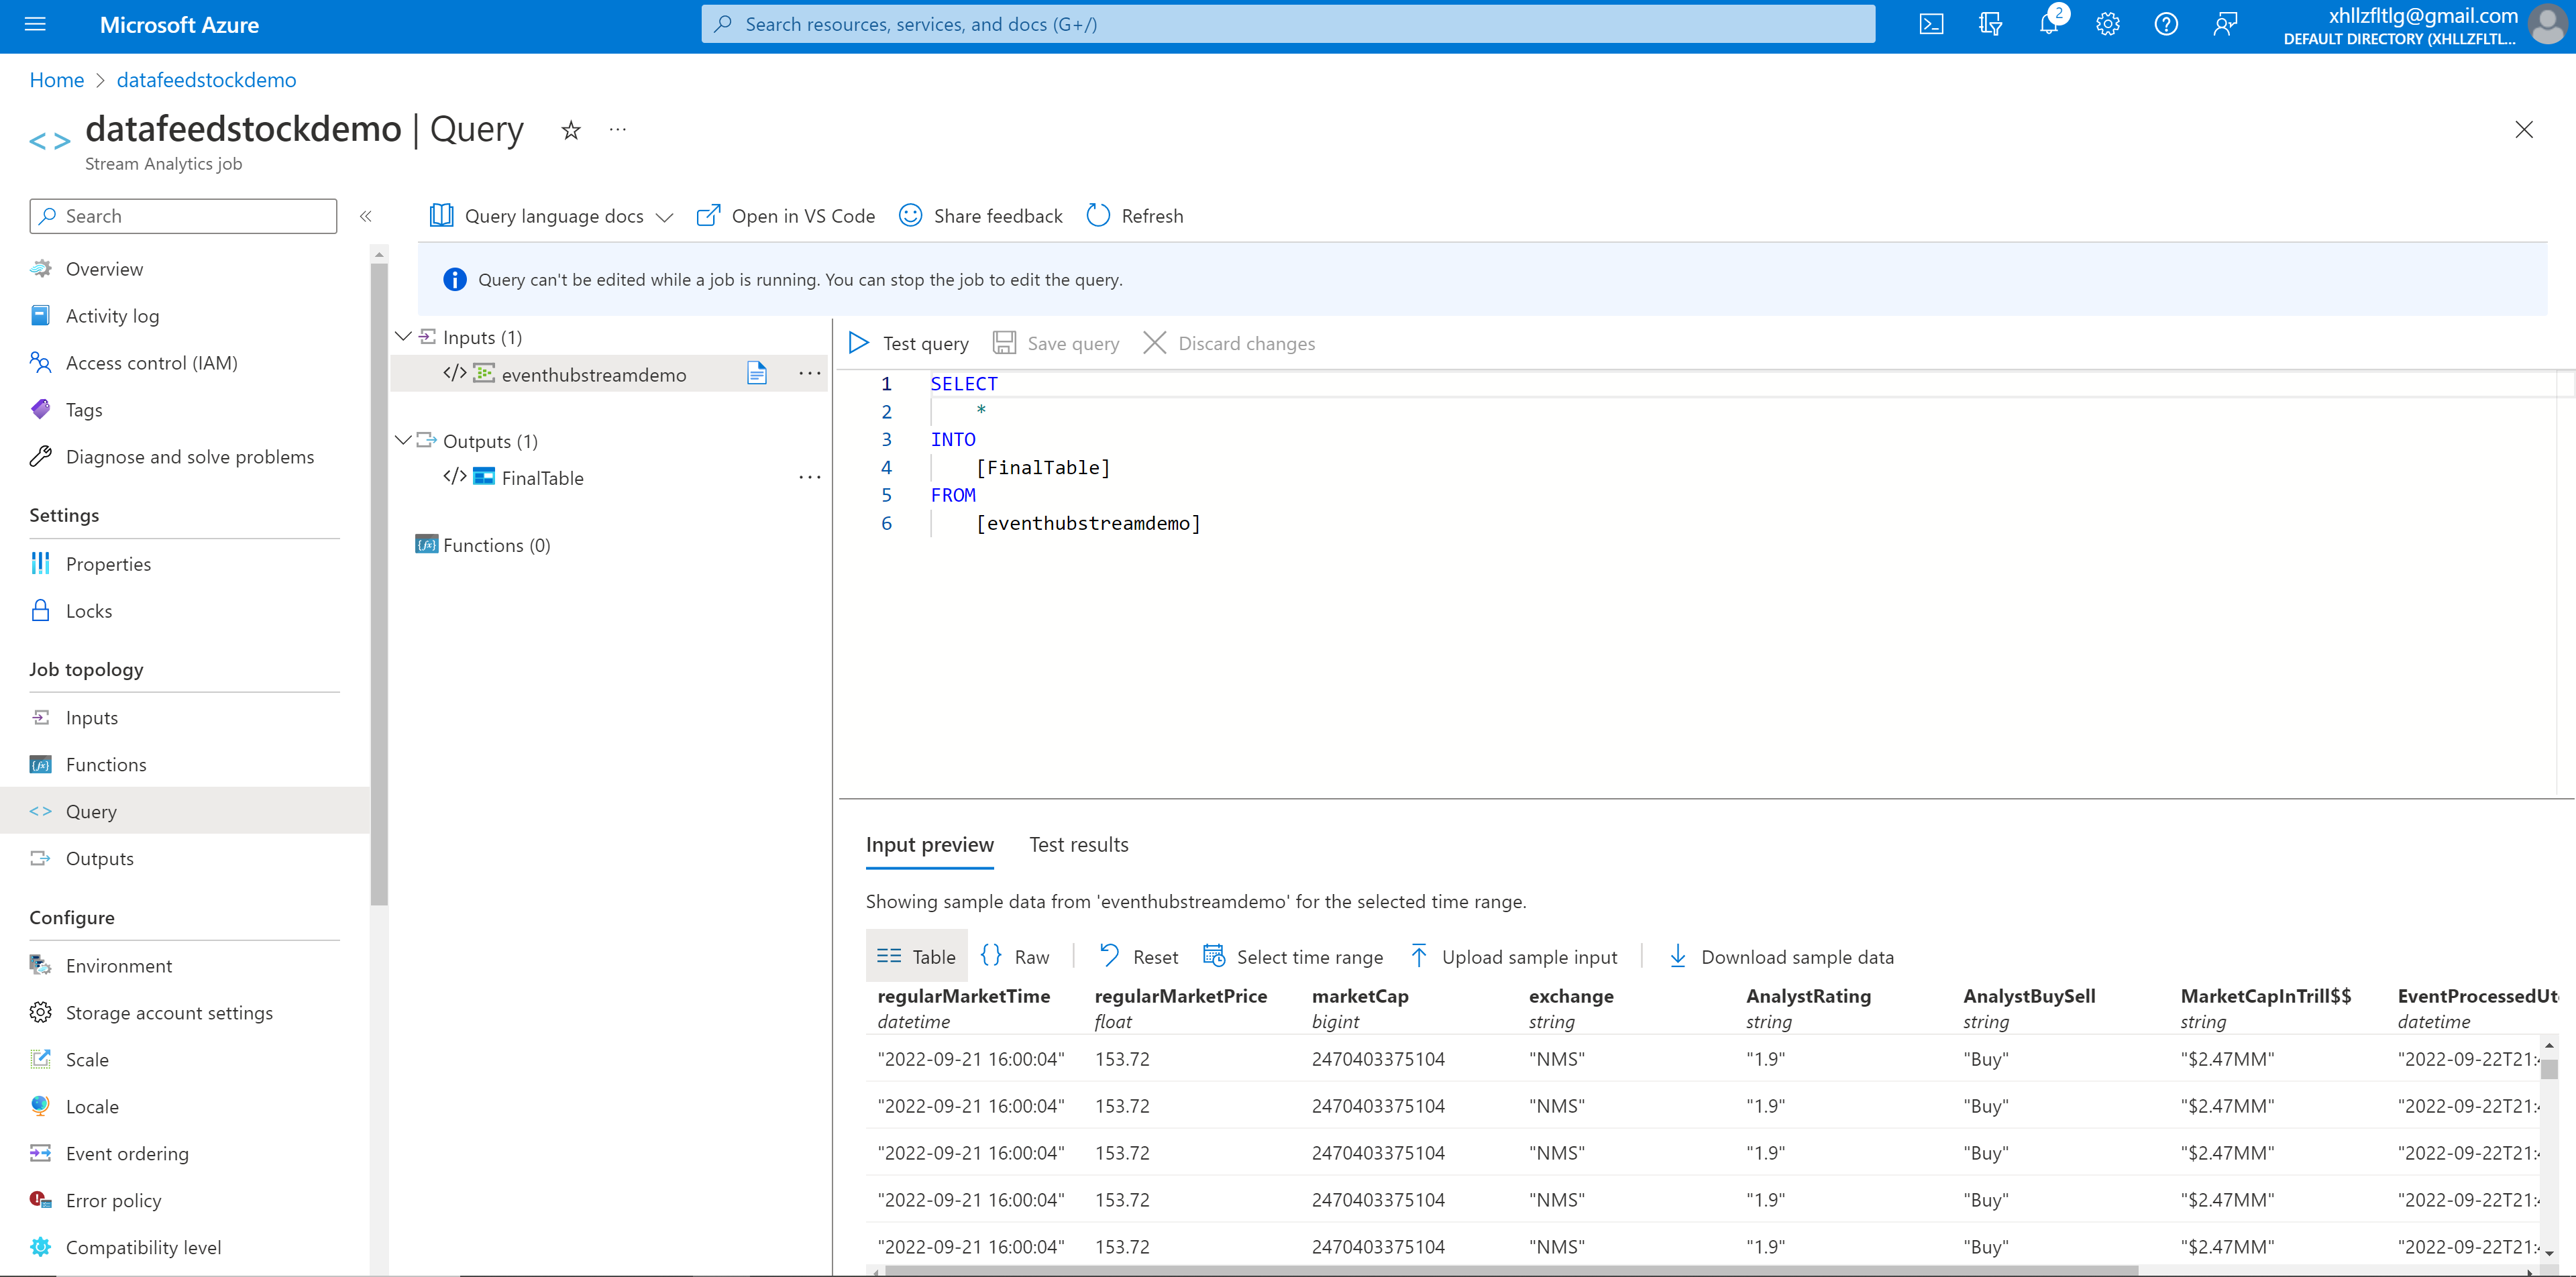 Microsoft Azure
Search resources, services, and docs (G+/)
2
xhllzfltlg@gmail.com
DEFAULT DIRECTORY (XHLLZFLTL...
Home > datafeedstockdemo
datafeedstockdemo | Query
Stream Analytics job
Search
Overview
Activity log
Access control (IAM)
Tags
Diagnose and solve problems
Settings
Properties
Locks
Job topology
Inputs
Functions
Query
Outputs
Configure
Environment
Storage account settings
Scale
Locale
Event ordering
Error policy
Compatibility level
Query language docs Open in VS Code Share feedback Refresh
Query can't be edited while a job is running. You can stop the job to edit the query.
Inputs (1)
eventhubstreamdemo
Outputs (1)
FinalTable
Functions (0)
Test query Save query Discard changes
1 SELECT
2 *
3 INTO
4 [FinalTable]
5 FROM
6 [eventhubstreamdemo]
Input preview Test results
Showing sample data from 'eventhubstreamdemo' for the selected time range.
Table {} Raw Reset Select time range Upload sample input Download sample data
regularMarketTime regularMarketPrice marketCap exchange AnalystRating AnalystBuySell MarketCapInTrill$$ EventProcessedUt
datetime float bigint string string string string datetime
"2022-09-21 16:00:04" 153.72 2470403375104 "NMS" "1.9" "Buy" "$2.47MM" "2022-09-22T21:4
"2022-09-21 16:00:04" 153.72 2470403375104 "NMS" "1.9" "Buy" "$2.47MM" "2022-09-22T21:4
"2022-09-21 16:00:04" 153.72 2470403375104 "NMS" "1.9" "Buy" "$2.47MM" "2022-09-22T21:4
"2022-09-21 16:00:04" 153.72 2470403375104 "NMS" "1.9" "Buy" "$2.47MM" "2022-09-22T21:4
"2022-09-21 16:00:04" 153.72 2470403375104 "NMS" "1.9" "Buy" "$2.47MM" "2022-09-22T21:4